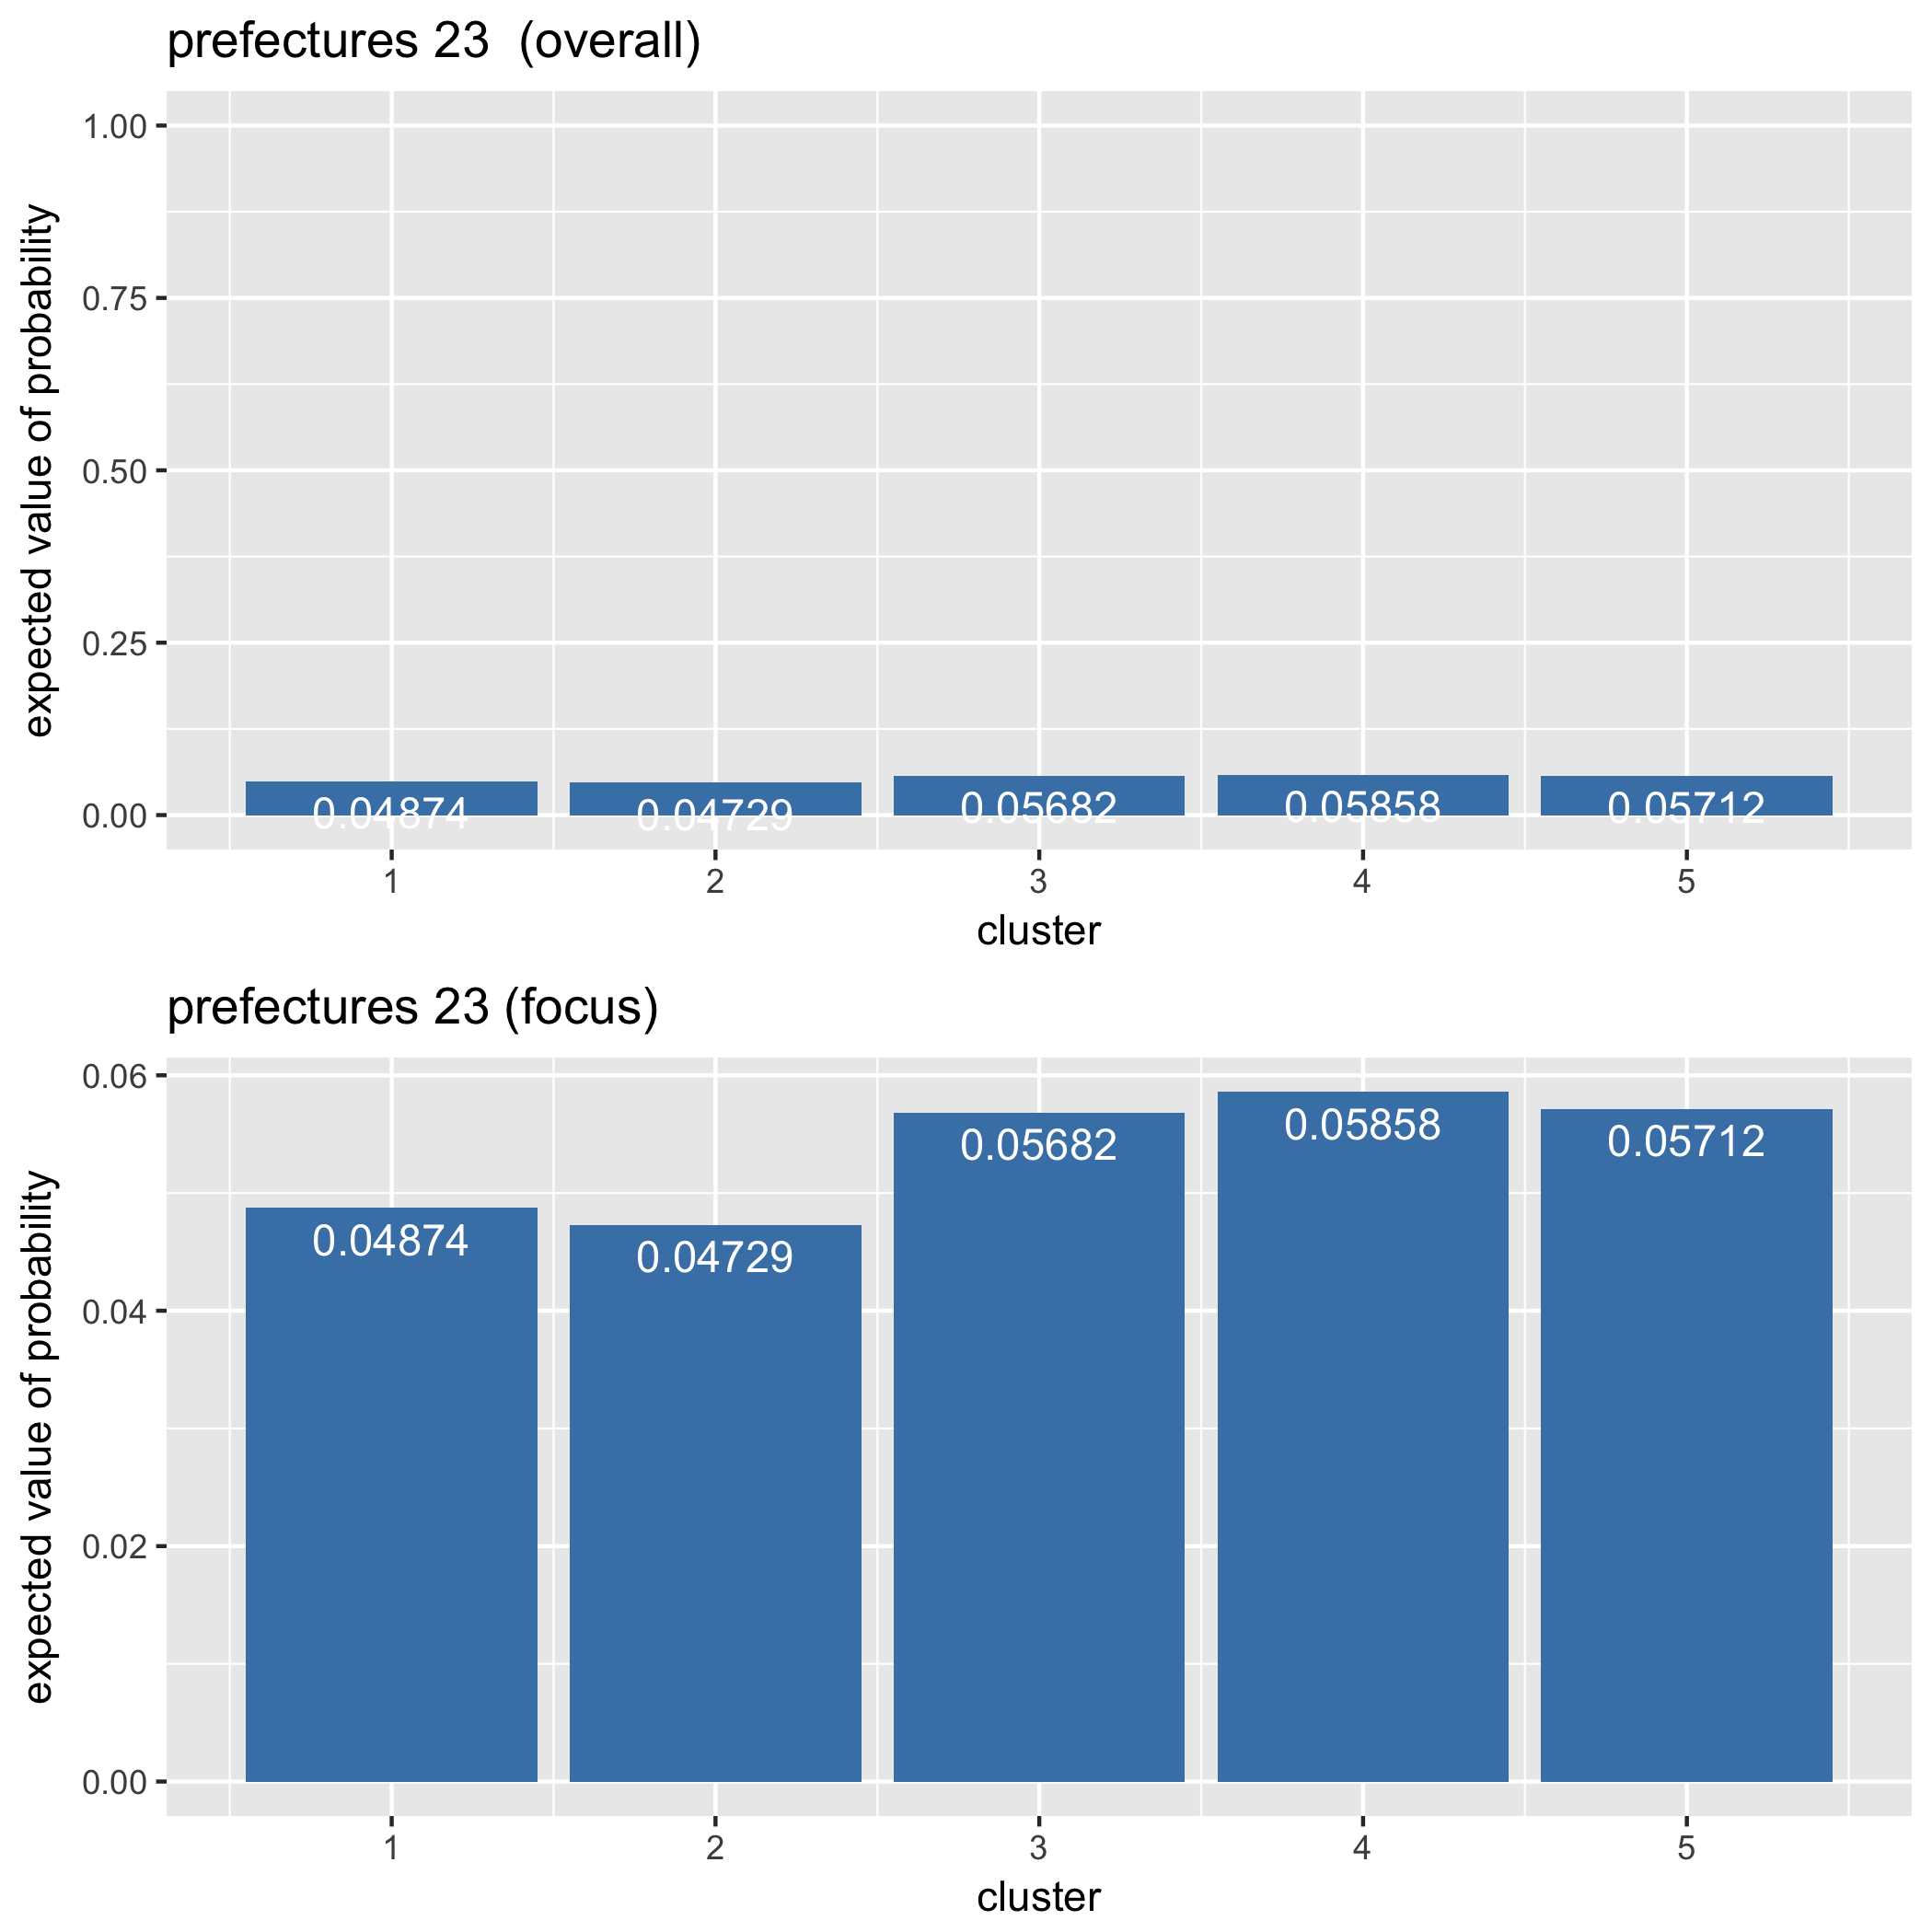 prefectures 23  (overall)
expected value of probability
1.00
0.75
0.50
0.25
0.00
0.04874
0.04729
0.05682
0.05858
0.05712
1 2 3 4 5
cluster
prefectures 23 (focus)
expected value of probability
0.06
0.04
0.02
0.00
0.04874
0.04729
0.05682
0.05858
0.05712
1 2 3 4 5
cluster